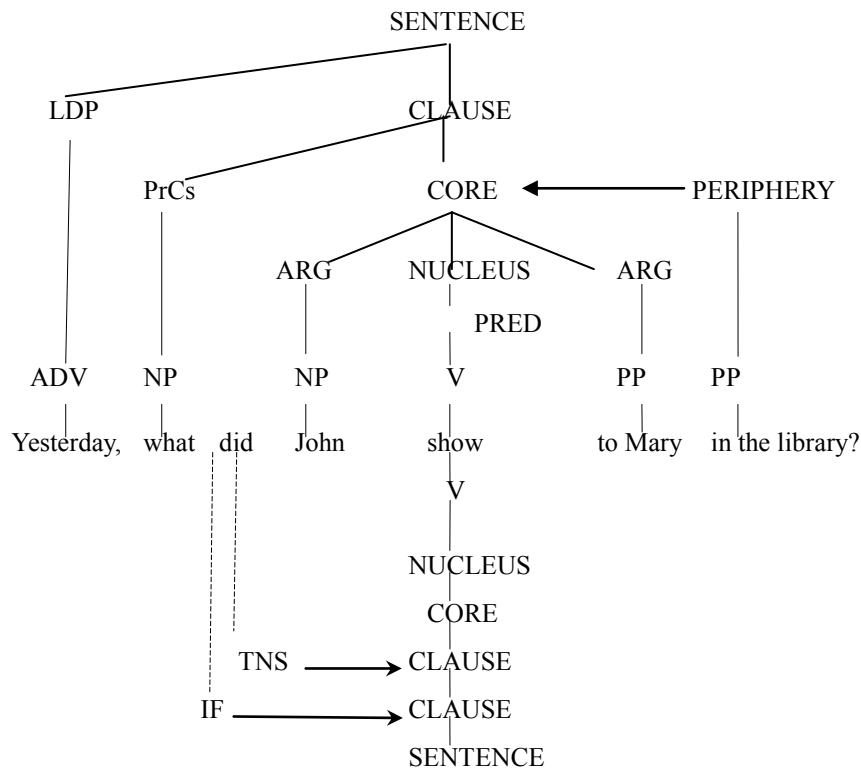 SENTENCE
LDP CLAUSE
PrCs CORE PERIPHERY
ARG NUCLEUS ARG
PRED
ADV NP NP V PP PP
Yesterday, what did John show to Mary in the library?
V
NUCLEUS
CORE
TNS CLAUSE
IF CLAUSE
SENTENCE